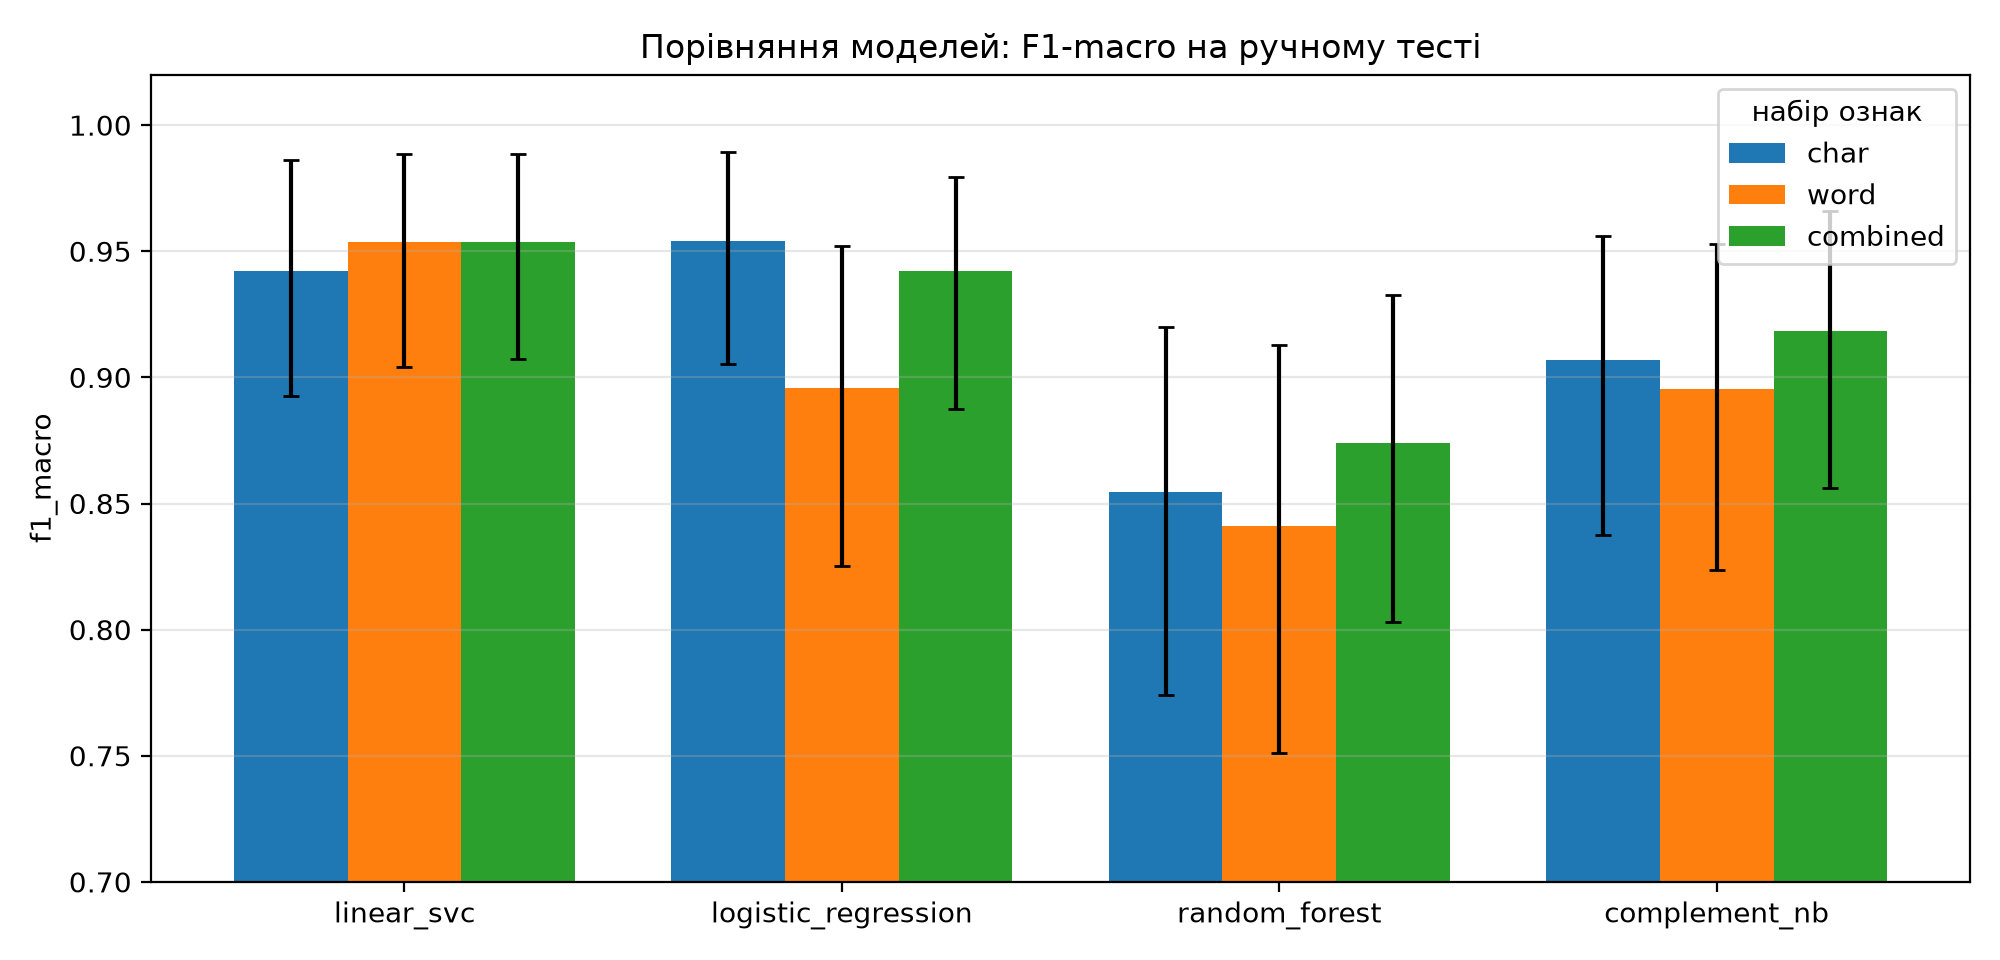 Порівняння моделей: F1-macro на ручному тесті
набір ознак
char
word
combined
f1_macro
1.00
0.95
0.90
0.85
0.80
0.75
0.70
linear_svc
logistic_regression
random_forest
complement_nb